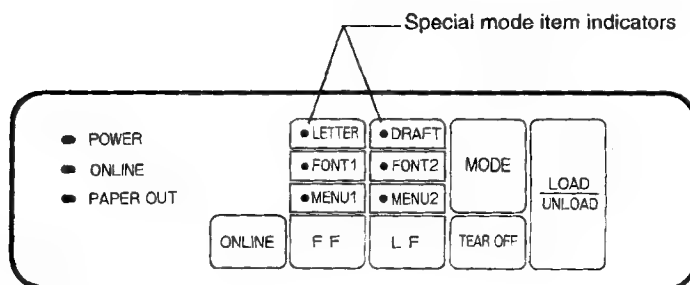 Special mode item indicators
POWER
ONLINE
PAPER OUT
LETTER
DRAFT
FONT1
FONT2
MENU1
MENU2
MODE
LOAD
UNLOAD
ONLINE
F F
L F
TEAR OFF